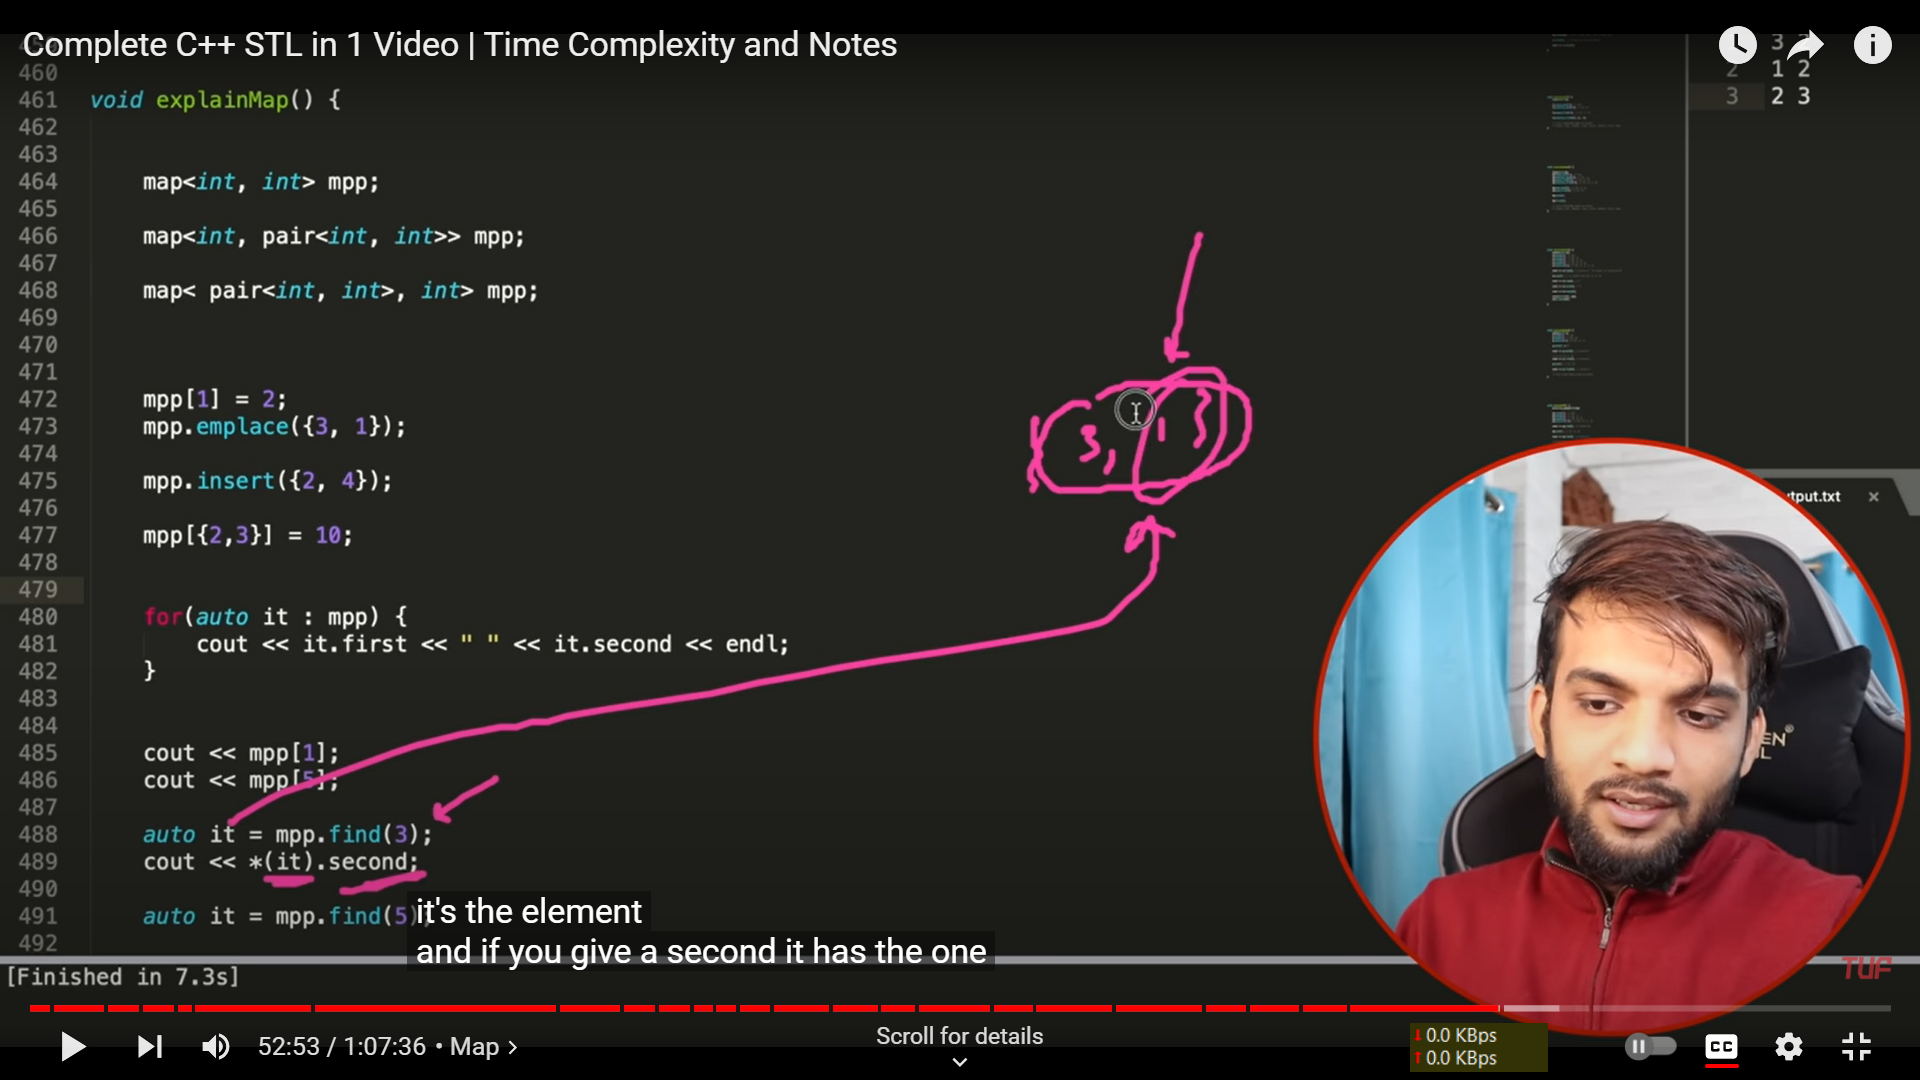 Complete C++ STL in 1 Video | Time Complexity and Notes
3
2 1 2
3 2 3
460
461 void explainMap() {
462
463
464 map<int, int> mpp;
465
466 map<int, pair<int, int>> mpp;
467
468 map< pair<int, int>, int> mpp;
469
470
471
472 mpp[1] = 2;
473 mpp.emplace({3, 1});
474
475 mpp.insert({2, 4});
476
477 mpp[{2,3}] = 10;
478
479
480 for(auto it : mpp) {
481 cout << it.first << " " << it.second << endl;
482 }
483
484
485 cout << mpp[1];
486 cout << mpp[5];
487
488 auto it = mpp.find(3);
489 cout << *(it).second;
490
491 auto it = mpp.find(5);
492
{3, 1}
tput.txt ×
EN®
L
it's the element
and if you give a second it has the one
[Finished in 7.3s]
TUF
52:53 / 1:07:36 • Map >
Scroll for details
0.0 KBps
0.0 KBps
CC